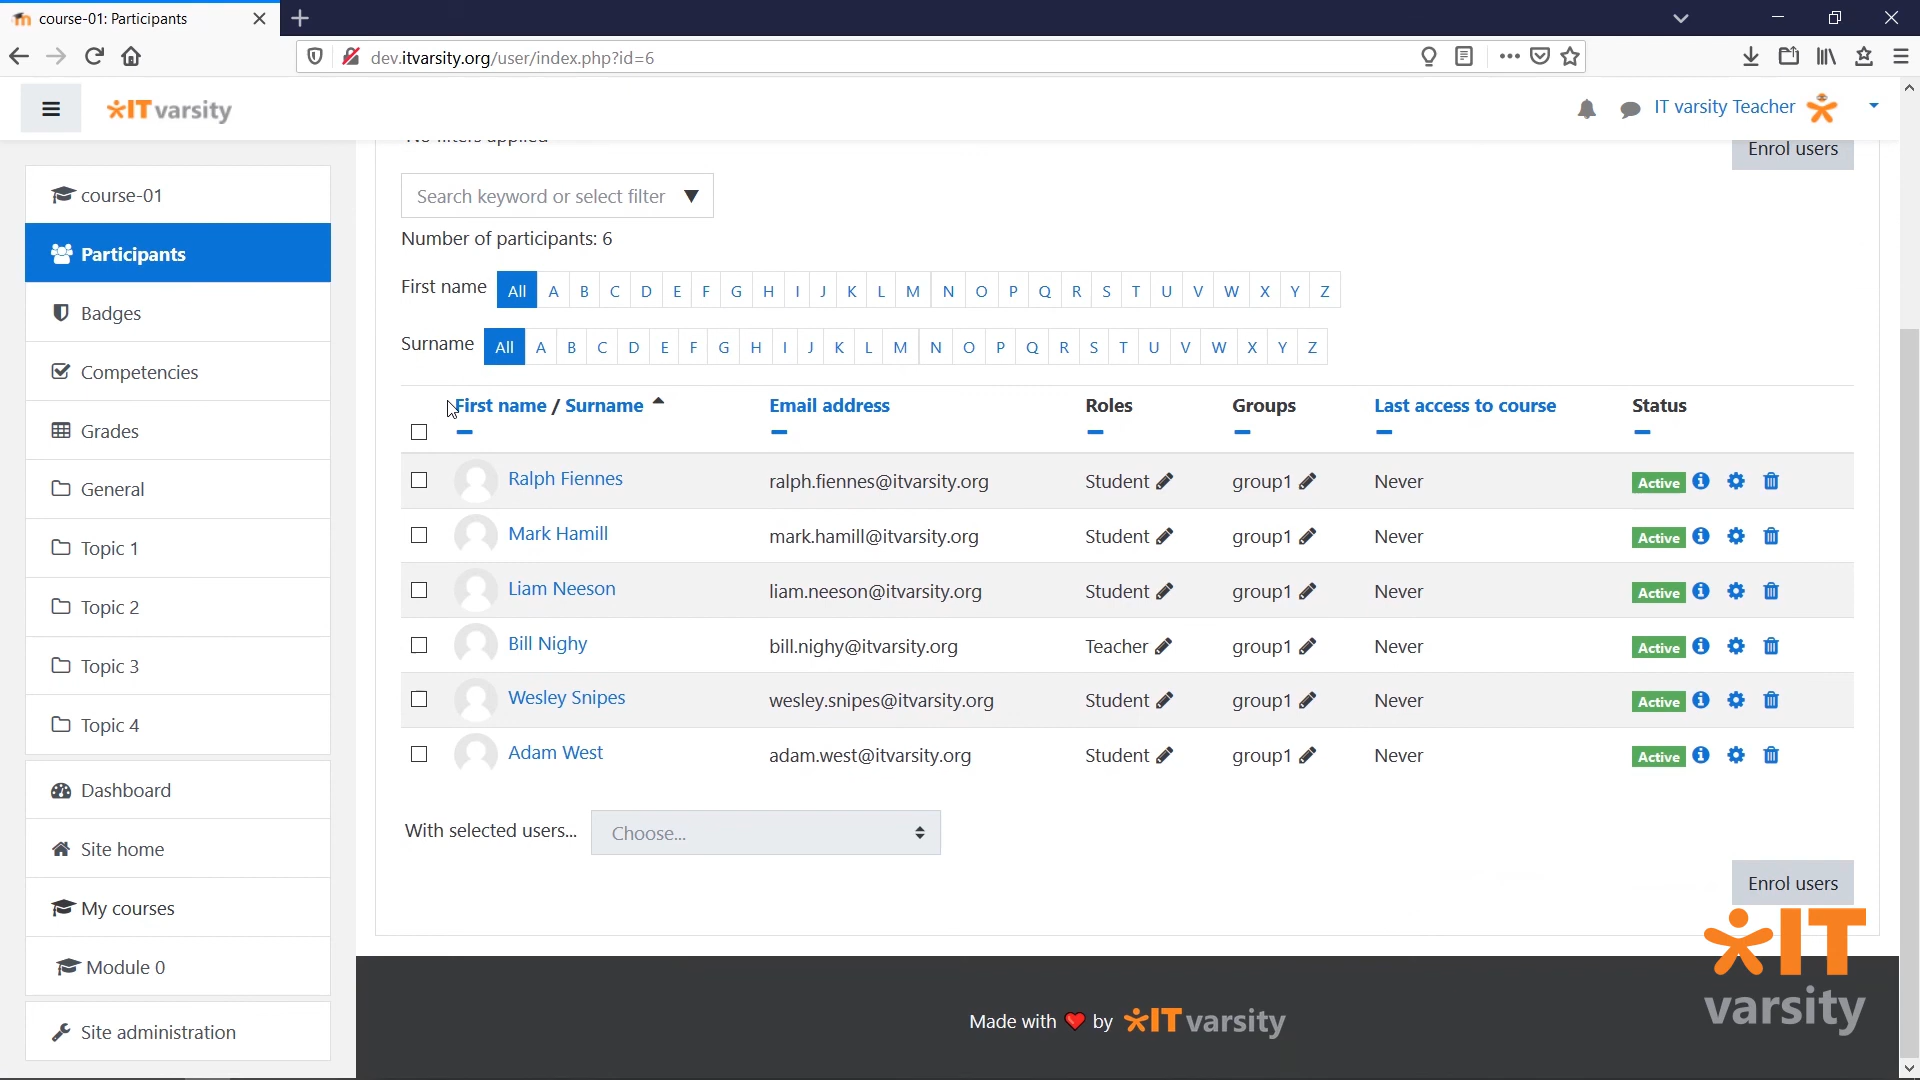 course-01: Participants
dev.itvarsity.org/user/index.php?id=6
IT varsity
IT varsity Teacher
No filters applied
Enrol users
course-01
Participants
Badges
Competencies
Grades
General
Topic 1
Topic 2
Topic 3
Topic 4
Dashboard
Site home
My courses
Module 0
Site administration
Search keyword or select filter ▼
Number of participants: 6
First name All A B C D E F G H I J K L M N O P Q R S T U V W X Y Z
Surname All A B C D E F G H I J K L M N O P Q R S T U V W X Y Z
First name / Surname Email address Roles Groups Last access to course Status
Ralph Fiennes ralph.fiennes@itvarsity.org Student group1 Never Active
Mark Hamill mark.hamill@itvarsity.org Student group1 Never Active
Liam Neeson liam.neeson@itvarsity.org Student group1 Never Active
Bill Nighy bill.nighy@itvarsity.org Teacher group1 Never Active
Wesley Snipes wesley.snipes@itvarsity.org Student group1 Never Active
Adam West adam.west@itvarsity.org Student group1 Never Active
With selected users... Choose...
Enrol users
Made with ❤ by IT varsity
IT
varsity